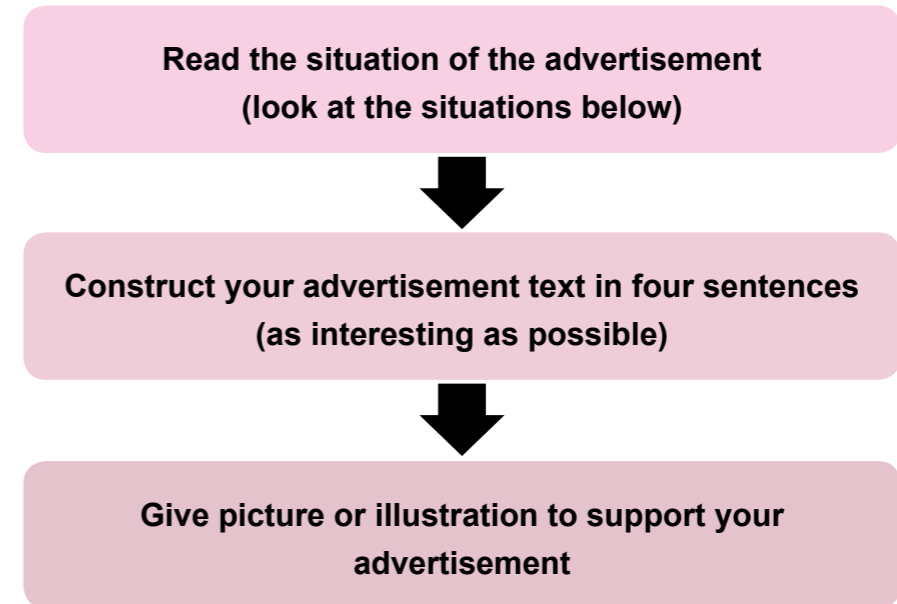 Read the situation of the advertisement
(look at the situations below)
Construct your advertisement text in four sentences
(as interesting as possible)
Give picture or illustration to support your
advertisement